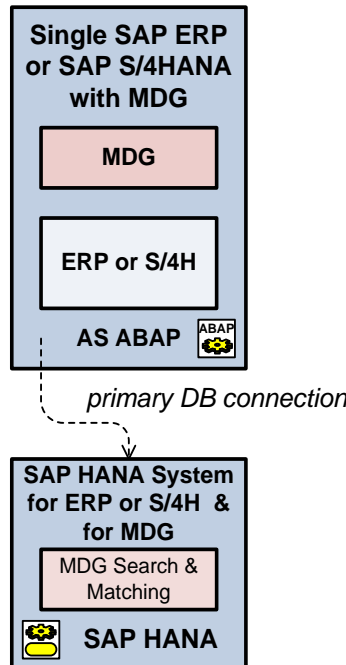 Single SAP ERP
or SAP S/4HANA
with MDG
MDG
ERP or S/4H
AS ABAP
ABAP
primary DB connection
SAP HANA System
for ERP or S/4H &
for MDG
MDG Search &
Matching
SAP HANA